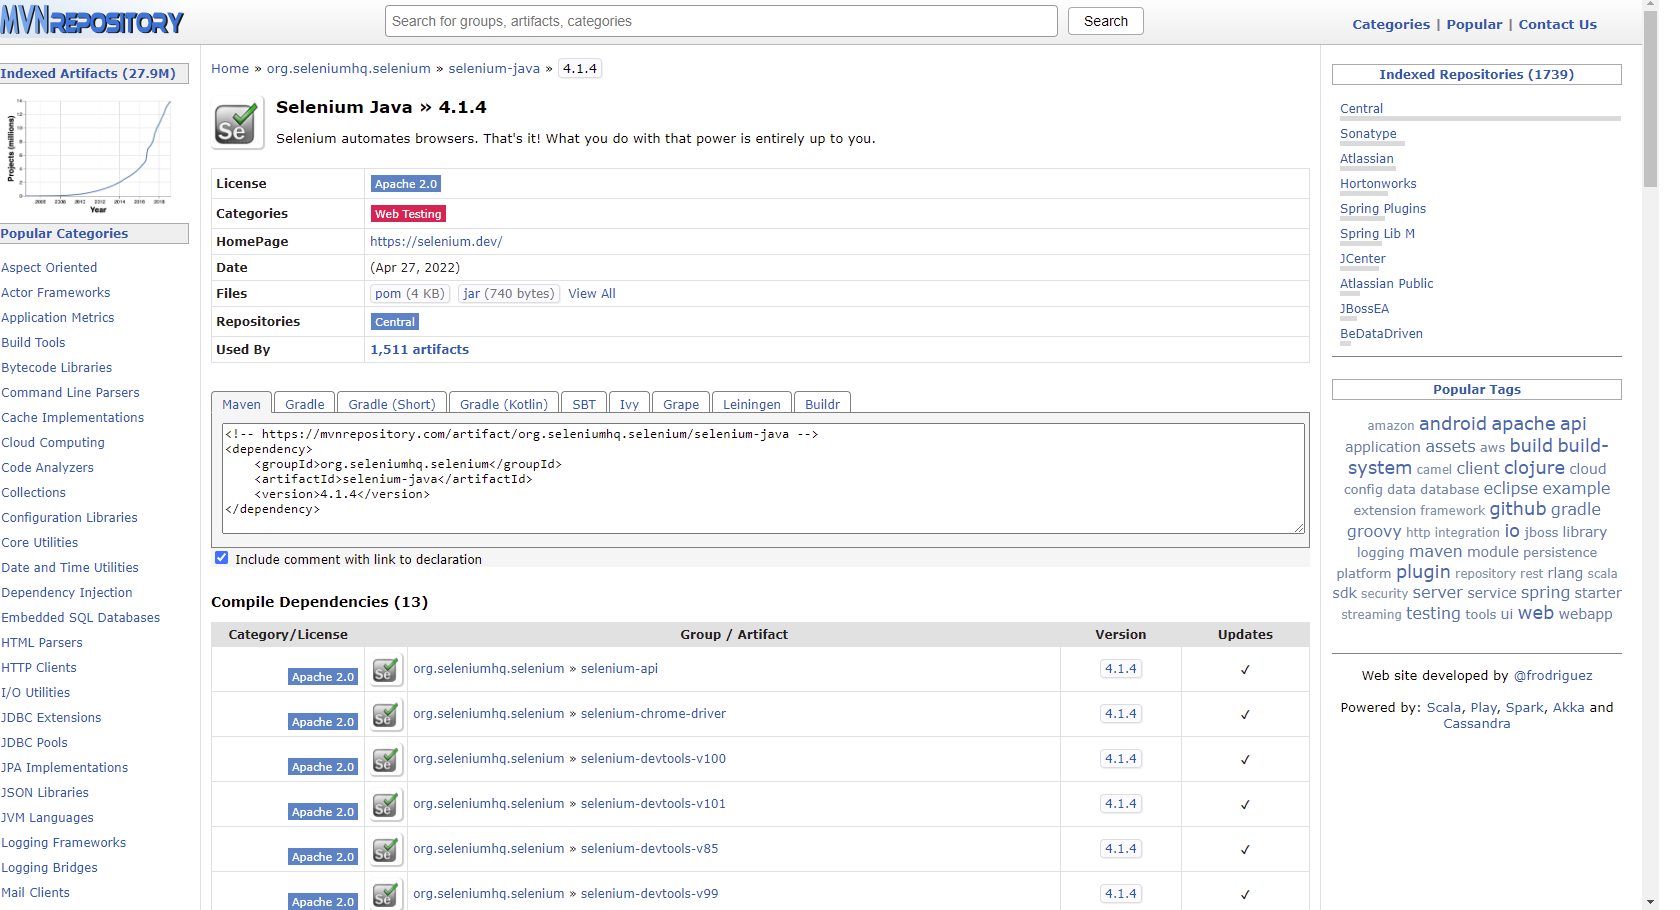 MVNREPOSITORY
Search for groups, artifacts, categories
Search
Categories | Popular | Contact Us
Indexed Artifacts (27.9M)
Projects (millions)
Year
Popular Categories
Aspect Oriented
Actor Frameworks
Application Metrics
Build Tools
Bytecode Libraries
Command Line Parsers
Cache Implementations
Cloud Computing
Code Analyzers
Collections
Configuration Libraries
Core Utilities
Date and Time Utilities
Dependency Injection
Embedded SQL Databases
HTML Parsers
HTTP Clients
I/O Utilities
JDBC Extensions
JDBC Pools
JPA Implementations
JSON Libraries
JVM Languages
Logging Frameworks
Logging Bridges
Mail Clients
Home » org.seleniumhq.selenium » selenium-java » 4.1.4
Se
Selenium Java » 4.1.4
Selenium automates browsers. That's it! What you do with that power is entirely up to you.
License Apache 2.0
Categories Web Testing
HomePage https://selenium.dev/
Date (Apr 27, 2022)
Files pom (4 KB) jar (740 bytes) View All
Repositories Central
Used By 1,511 artifacts
Maven Gradle Gradle (Short) Gradle (Kotlin) SBT Ivy Grape Leiningen Buildr
<!-- https://mvnrepository.com/artifact/org.seleniumhq.selenium/selenium-java -->
<dependency>
    <groupId>org.seleniumhq.selenium</groupId>
    <artifactId>selenium-java</artifactId>
    <version>4.1.4</version>
</dependency>
Include comment with link to declaration
Compile Dependencies (13)
Category/License Group / Artifact Version Updates
Apache 2.0 Se org.seleniumhq.selenium » selenium-api 4.1.4 ✓
Apache 2.0 Se org.seleniumhq.selenium » selenium-chrome-driver 4.1.4 ✓
Apache 2.0 Se org.seleniumhq.selenium » selenium-devtools-v100 4.1.4 ✓
Apache 2.0 Se org.seleniumhq.selenium » selenium-devtools-v101 4.1.4 ✓
Apache 2.0 Se org.seleniumhq.selenium » selenium-devtools-v85 4.1.4 ✓
Apache 2.0 Se org.seleniumhq.selenium » selenium-devtools-v99 4.1.4 ✓
Indexed Repositories (1739)
Central
Sonatype
Atlassian
Hortonworks
Spring Plugins
Spring Lib M
JCenter
Atlassian Public
JBossEA
BeDataDriven
Popular Tags
amazon android apache api
application assets aws build build-
system camel client clojure cloud
config data database eclipse example
extension framework github gradle
groovy http integration io jboss library
logging maven module persistence
platform plugin repository rest rlang scala
sdk security server service spring starter
streaming testing tools ui web webapp
Web site developed by @frodriguez
Powered by: Scala, Play, Spark, Akka and
Cassandra